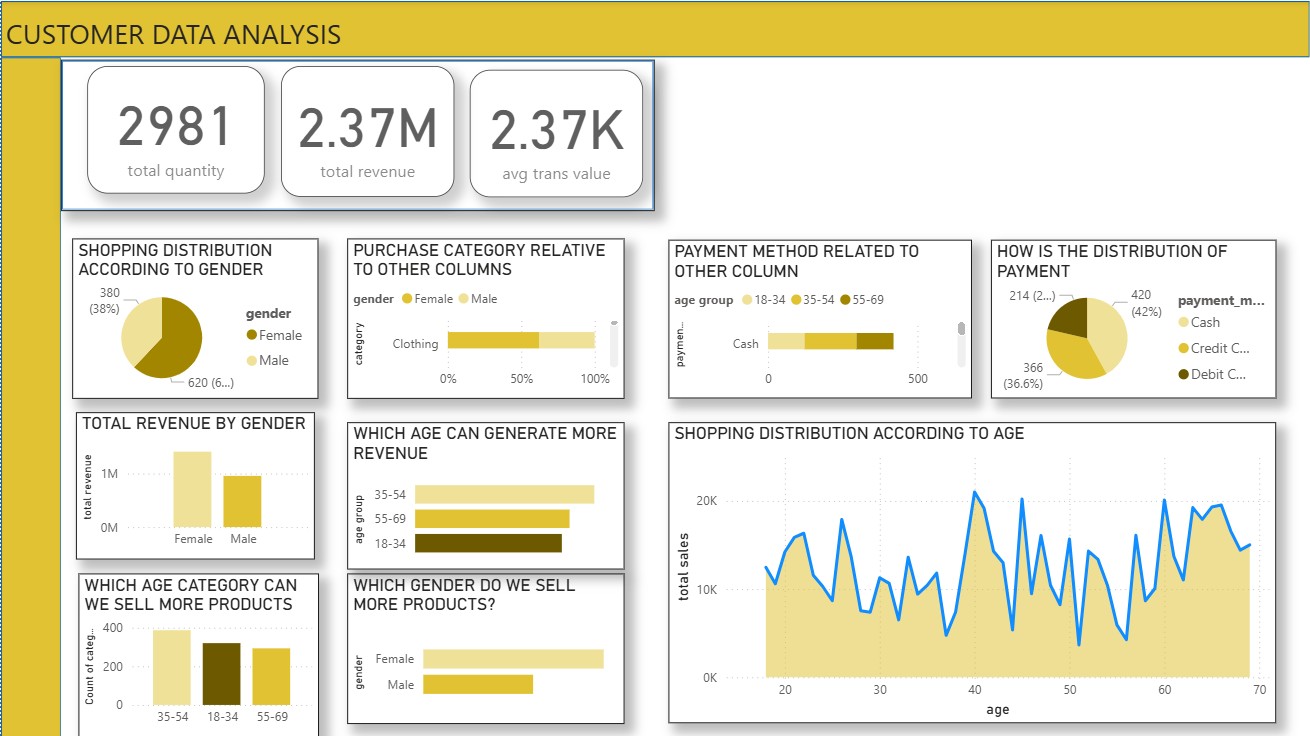 CUSTOMER DATA ANALYSIS
2981
total quantity
2.37M
total revenue
2.37K
avg trans value
SHOPPING DISTRIBUTION
ACCORDING TO GENDER
380
(38%)
620 (6...)
gender
Female
Male
PURCHASE CATEGORY RELATIVE
TO OTHER COLUMNS
gender Female Male
category
Clothing
0% 50% 100%
PAYMENT METHOD RELATED TO
OTHER COLUMN
age group 18-34 35-54 55-69
paymen...
Cash
0 500
HOW IS THE DISTRIBUTION OF
PAYMENT
214 (2...)
420
(42%)
366
(36.6%)
payment_m...
Cash
Credit C...
Debit C...
TOTAL REVENUE BY GENDER
total revenue
1M
0M
Female Male
WHICH AGE CAN GENERATE MORE
REVENUE
age group
35-54
55-69
18-34
SHOPPING DISTRIBUTION ACCORDING TO AGE
total sales
20K
10K
0K
20 30 40 50 60 70
age
WHICH AGE CATEGORY CAN
WE SELL MORE PRODUCTS
Count of categ...
400
200
0
35-54 18-34 55-69
WHICH GENDER DO WE SELL
MORE PRODUCTS?
gender
Female
Male